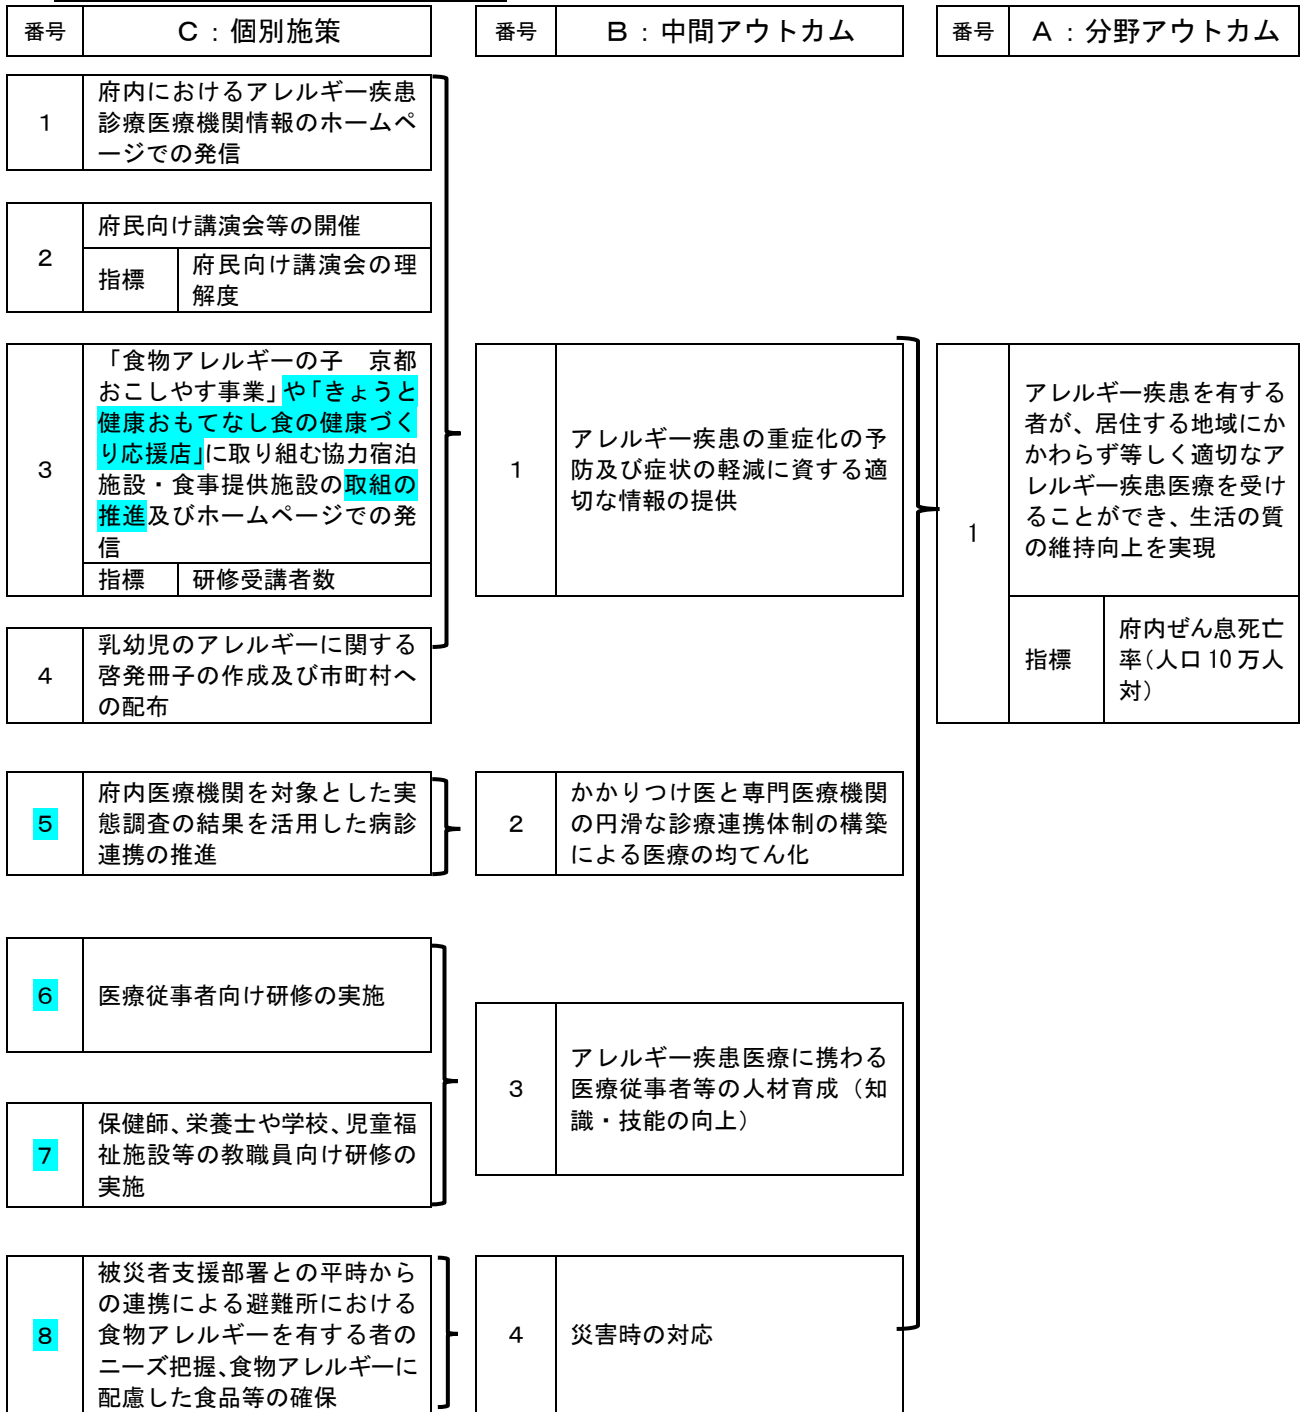 番号 C：個別施策 番号 B：中間アウトカム 番号 A：分野アウトカム
1
府内におけるアレルギー疾患
診療医療機関情報のホームペ
ージでの発信
2
府民向け講演会等の開催
指標
府民向け講演会の理
解度
3
「食物アレルギーの子　京都
おこしやす事業」や「きょうと
健康おもてなし食の健康づく
り応援店」に取り組む協力宿泊
施設・食事提供施設の取組の
推進及びホームページでの発
信
指標 研修受講者数
4
乳幼児のアレルギーに関する
啓発冊子の作成及び市町村へ
の配布
1
アレルギー疾患の重症化の予
防及び症状の軽減に資する適
切な情報の提供
1
アレルギー疾患を有する
者が、居住する地域にか
かわらず等しく適切なア
レルギー疾患医療を受け
ることができ、生活の質
の維持向上を実現
指標
府内ぜん息死亡
率（人口10万人
対）
5
府内医療機関を対象とした実
態調査の結果を活用した病診
連携の推進
2
かかりつけ医と専門医療機関
の円滑な診療連携体制の構築
による医療の均てん化
6
医療従事者向け研修の実施
7
保健師、栄養士や学校、児童福
祉施設等の教職員向け研修の
実施
3
アレルギー疾患医療に携わる
医療従事者等の人材育成（知
識・技能の向上）
8
被災者支援部署との平時から
の連携による避難所における
食物アレルギーを有する者の
ニーズ把握、食物アレルギーに
配慮した食品等の確保
4
災害時の対応